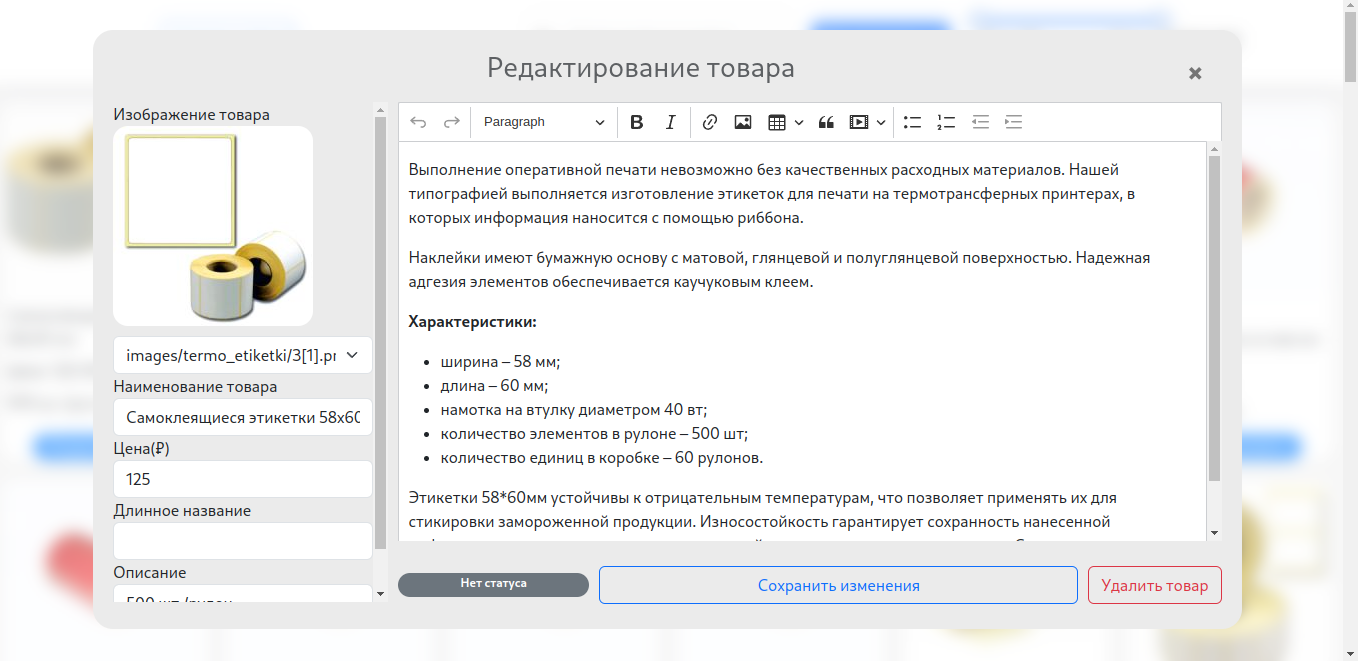 Редактирование товара
Изображение товара
images/termo_etiketki/3[1].pr
Наименование товара
Самоклеящиеся этикетки 58х60
Цена(₽)
125
Длинное название
Описание
500 шт./рулон
Paragraph
Выполнение оперативной печати невозможно без качественных расходных материалов. Нашей
типографией выполняется изготовление этикеток для печати на термотрансферных принтерах, в
которых информация наносится с помощью риббона.
Наклейки имеют бумажную основу с матовой, глянцевой и полуглянцевой поверхностью. Надежная
адгезия элементов обеспечивается каучуковым клеем.
Характеристики:
• ширина – 58 мм;
• длина – 60 мм;
• намотка на втулку диаметром 40 вт;
• количество элементов в рулоне – 500 шт;
• количество единиц в коробке – 60 рулонов.
Этикетки 58*60мм устойчивы к отрицательным температурам, что позволяет применять их для
стикировки замороженной продукции. Износостойкость гарантирует сохранность нанесенной
Нет статуса
Сохранить изменения
Удалить товар